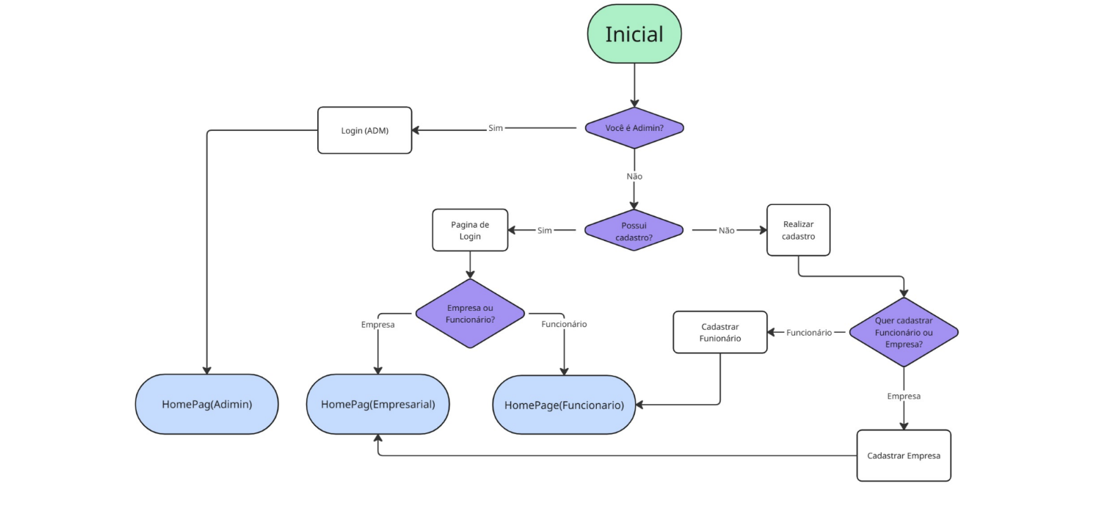 Inicial
Login (ADM)
Sim
Você é Adimin?
Não
Pagina de
Login
Sim
Possui
cadastro?
Não
Realizar
cadastro
Empresa ou
Funcionário?
Empresa
Funcionário
Cadastrar
Funionário
Funcionário
Quer cadastrar
Funcionário ou
Empresa?
Empresa
HomePag(Adimin)
HomePag(Empresarial)
HomePage(Funcionario)
Cadastrar Empresa